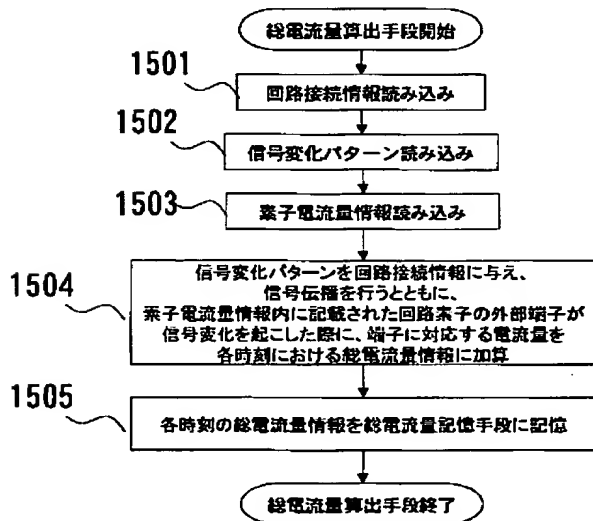 総電流量算出手段開始
1501
回路接続情報読み込み
1502
信号変化パターン読み込み
1503
素子電流量情報読み込み
1504
信号変化パターンを回路接続情報に与え、
信号伝播を行うとともに、
素子電流量情報内に記載された回路素子の外部端子が
信号変化を起こした際に、端子に対応する電流量を
各時刻における総電流量情報に加算
1505
各時刻の総電流量情報を総電流量記憶手段に記憶
総電流量算出手段終了